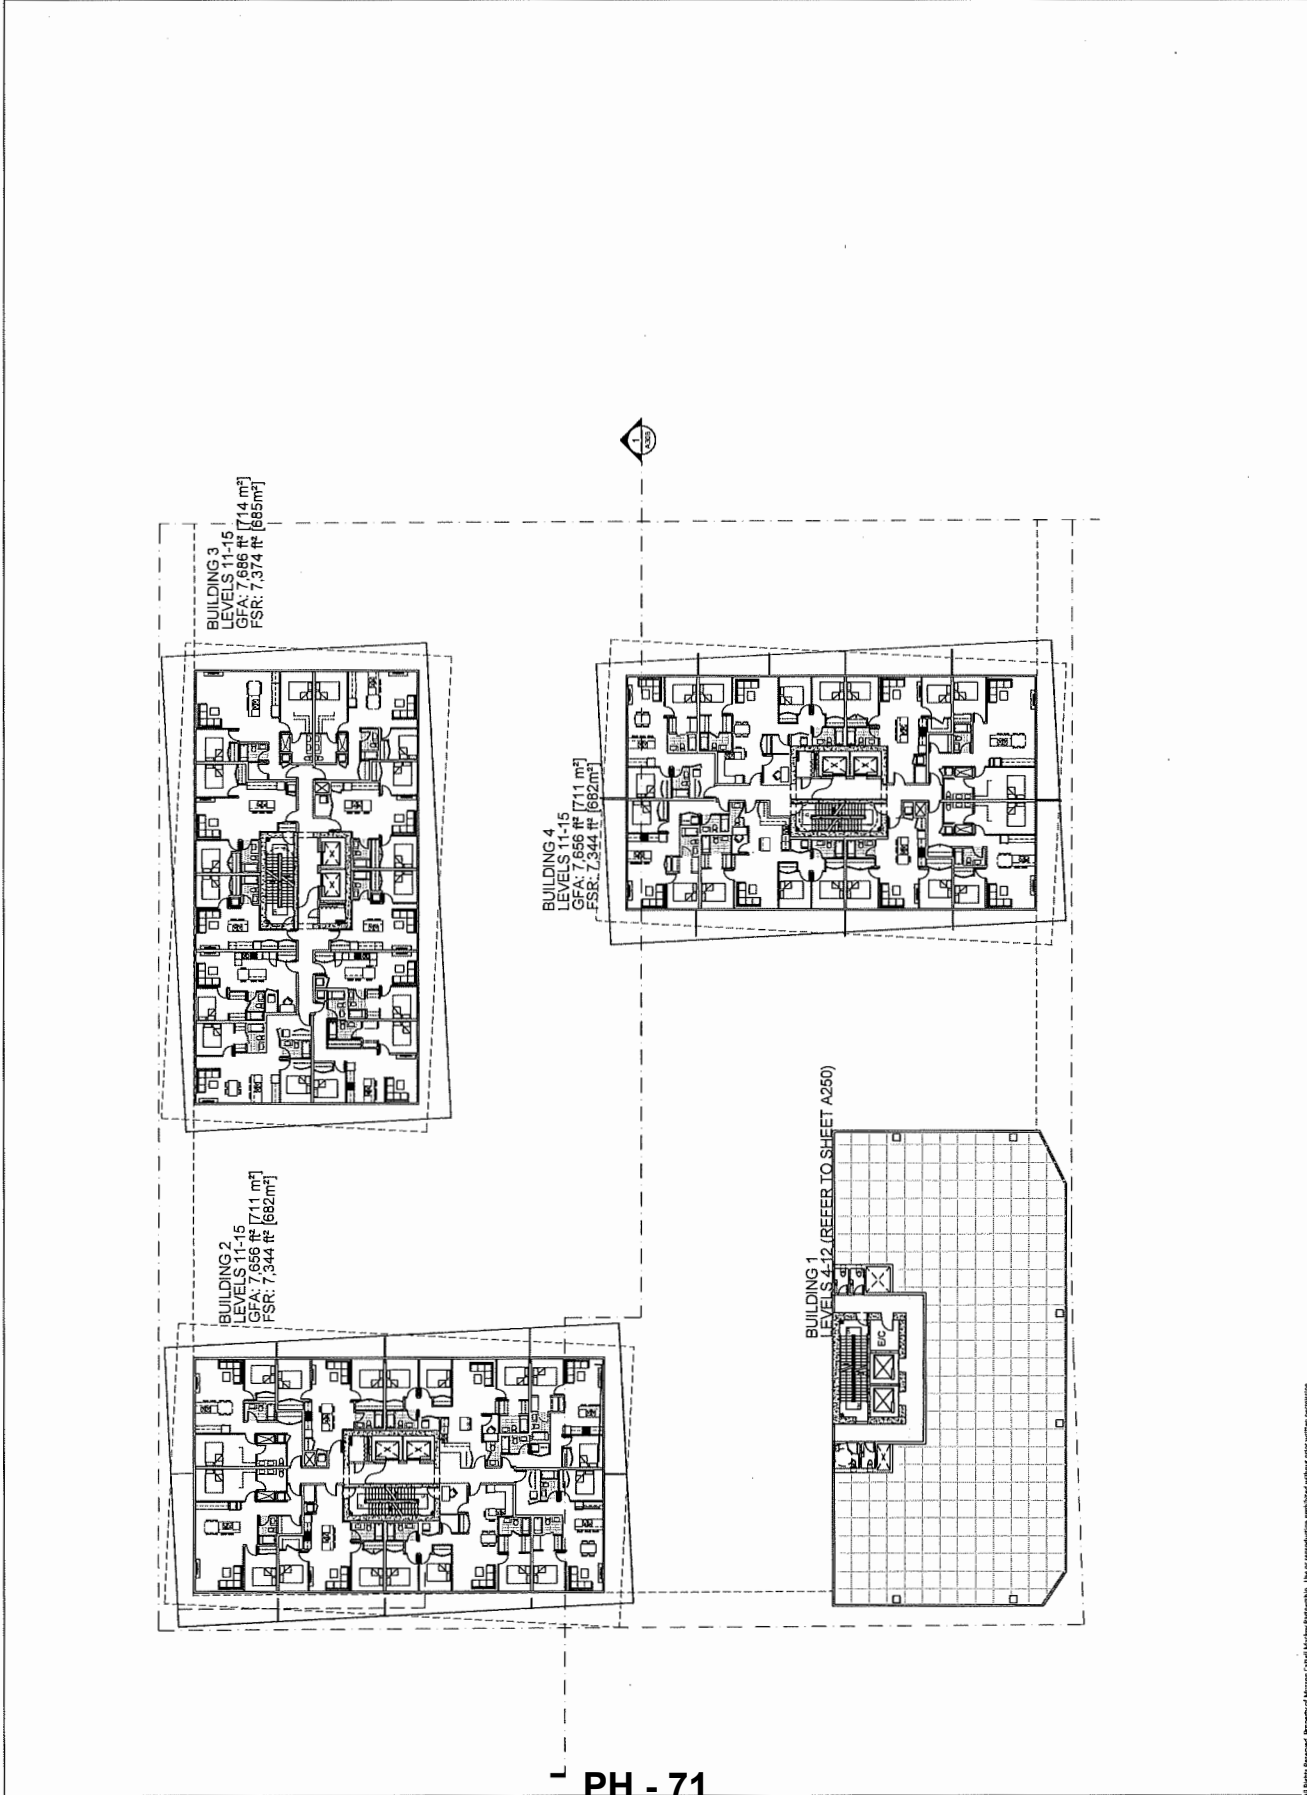 BUILDING 3
LEVELS 11-15
GFA: 7,686 ft² [714 m²]
FSR: 7,374 ft² [685m²]
1
A303
BUILDING 4
LEVELS 11-15
GFA: 7,656 ft² [711 m²]
FSR: 7,344 ft² [682m²]
BUILDING 2
LEVELS 11-15
GFA: 7,656 ft² [711 m²]
FSR: 7,344 ft² [682m²]
BUILDING 1
LEVELS 4-12 (REFER TO SHEET A250)
E/C
PH - 71